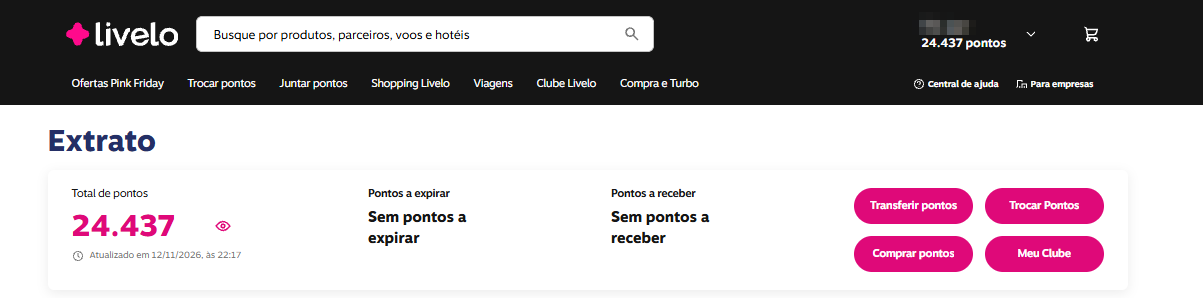 livelo
Busque por produtos, parceiros, voos e hotéis
24.437 pontos
Ofertas Pink Friday
Trocar pontos
Juntar pontos
Shopping Livelo
Viagens
Clube Livelo
Compra e Turbo
Central de ajuda
Para empresas
Extrato
Total de pontos
24.437
Atualizado em 12/11/2026, às 22:17
Pontos a expirar
Sem pontos a
expirar
Pontos a receber
Sem pontos a
receber
Transferir pontos
Trocar Pontos
Comprar pontos
Meu Clube